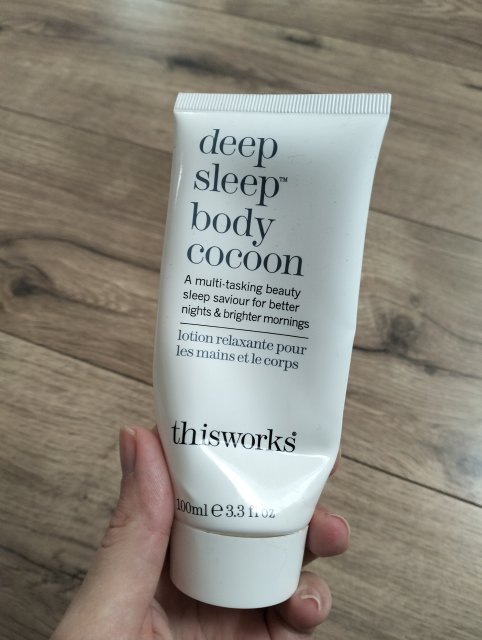 deep
sleep™
body
cocoon
A multi-tasking beauty
sleep saviour for better
nights & brighter mornings
lotion relaxante pour
les mains et le corps
thisworks®
100ml e 3.3 fl oz